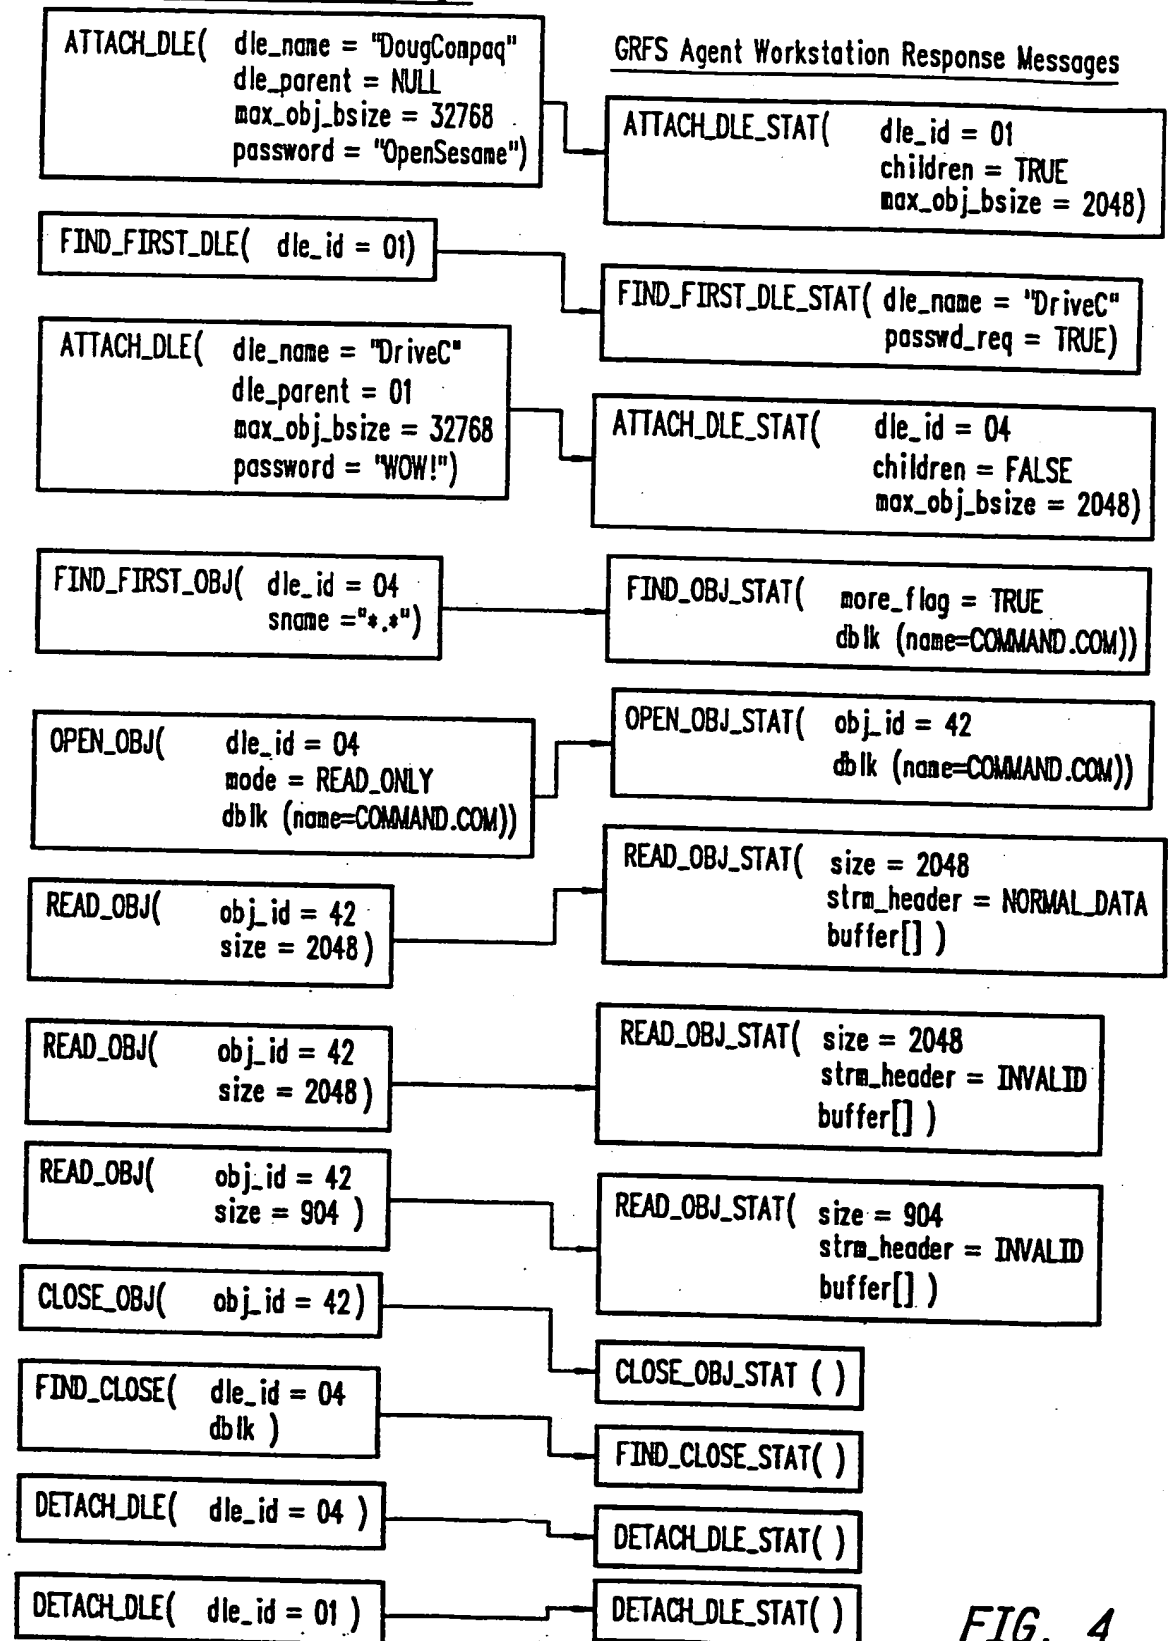 ATTACH_DLE( dle_name = "DougCompaq"
dle_parent = NULL
max_obj_bsize = 32768
password = "OpenSesame")
GRFS Agent Workstation Response Messages
ATTACH_DLE_STAT( dle_id = 01
children = TRUE
max_obj_bsize = 2048)
FIND_FIRST_DLE( dle_id = 01)
FIND_FIRST_DLE_STAT( dle_name = "DriveC"
passwd_req = TRUE)
ATTACH_DLE( dle_name = "DriveC"
dle_parent = 01
max_obj_bsize = 32768
password = "WOW!")
ATTACH_DLE_STAT( dle_id = 04
children = FALSE
max_obj_bsize = 2048)
FIND_FIRST_OBJ( dle_id = 04
sname ="*.*")
FIND_OBJ_STAT( more_flag = TRUE
dblk (name=COMMAND.COM))
OPEN_OBJ( dle_id = 04
mode = READ_ONLY
dblk (name=COMMAND.COM))
OPEN_OBJ_STAT( obj_id = 42
dblk (name=COMMAND.COM))
READ_OBJ( obj_id = 42
size = 2048)
READ_OBJ_STAT( size = 2048
strm_header = NORMAL_DATA
buffer[] )
READ_OBJ( obj_id = 42
size = 2048)
READ_OBJ_STAT( size = 2048
strm_header = INVALID
buffer[] )
READ_OBJ( obj_id = 42
size = 904 )
READ_OBJ_STAT( size = 904
strm_header = INVALID
buffer[] )
CLOSE_OBJ( obj_id = 42)
CLOSE_OBJ_STAT ( )
FIND_CLOSE( dle_id = 04
dblk )
FIND_CLOSE_STAT( )
DETACH_DLE( dle_id = 04 )
DETACH_DLE_STAT( )
DETACH_DLE( dle_id = 01 )
DETACH_DLE_STAT( )
FIG. 4